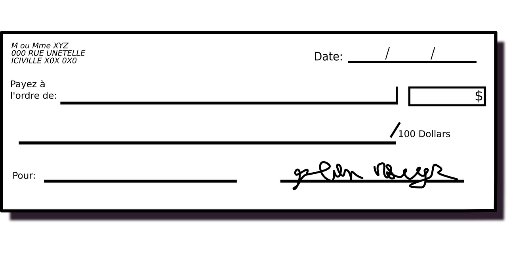 M ou Mme XYZ
000 RUE UNETELLE
ICIVILLE X0X 0X0
Date: / /
Payez à
l'ordre de:
$
/100 Dollars
Pour: